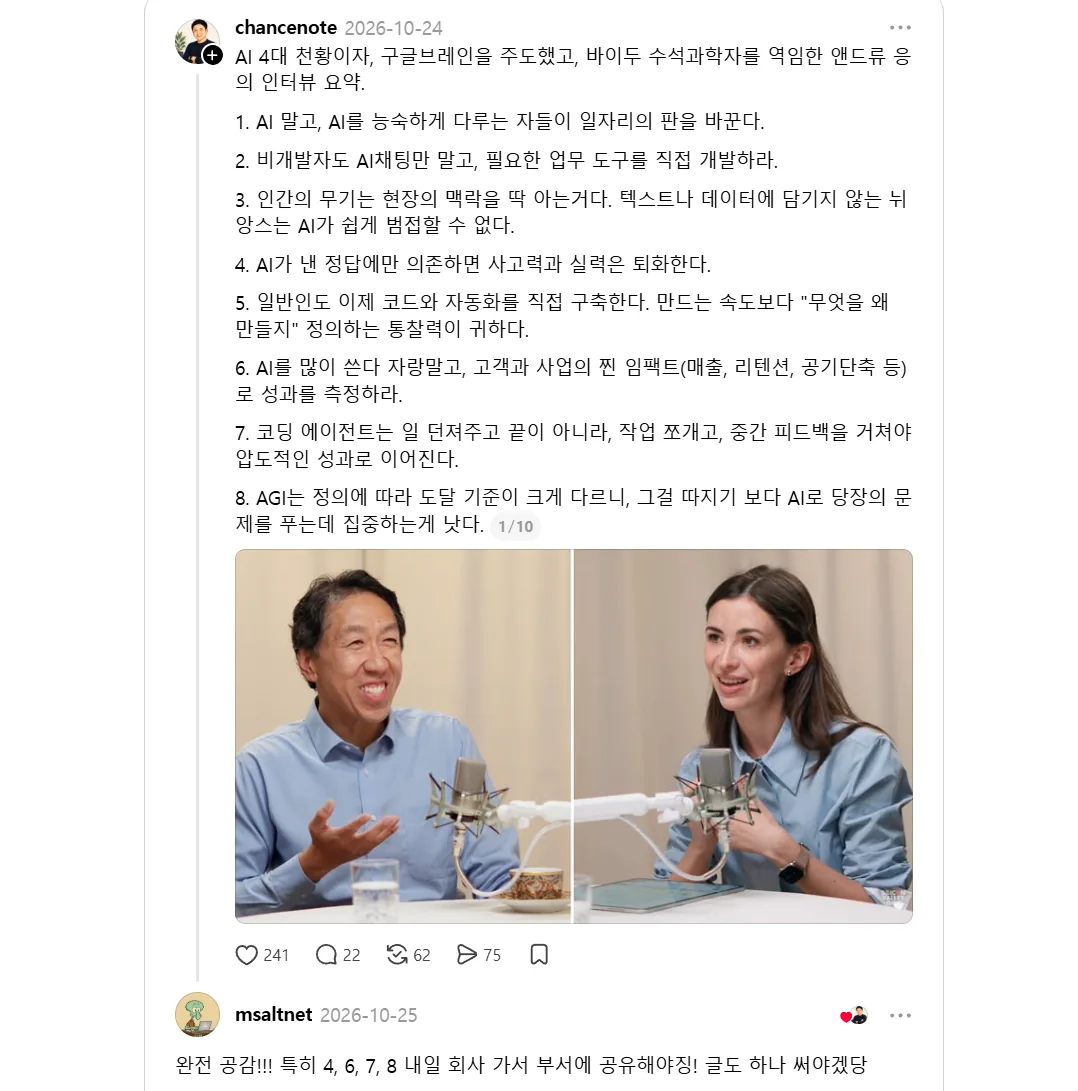 chancenote 2026-10-24
AI 4대 천황이자, 구글브레인을 주도했고, 바이두 수석과학자를 역임한 앤드류 응
의 인터뷰 요약.
1. AI 말고, AI를 능숙하게 다루는 자들이 일자리의 판을 바꾼다.
2. 비개발자도 AI채팅만 말고, 필요한 업무 도구를 직접 개발하라.
3. 인간의 무기는 현장의 맥락을 딱 아는거다. 텍스트나 데이터에 담기지 않는 뉘
앙스는 AI가 쉽게 범접할 수 없다.
4. AI가 낸 정답에만 의존하면 사고력과 실력은 퇴화한다.
5. 일반인도 이제 코드와 자동화를 직접 구축한다. 만드는 속도보다 "무엇을 왜
만들지" 정의하는 통찰력이 귀하다.
6. AI를 많이 쓴다 자랑말고, 고객과 사업의 찐 임팩트(매출, 리텐션, 공기단축 등)
로 성과를 측정하라.
7. 코딩 에이전트는 일 던져주고 끝이 아니라, 작업 쪼개고, 중간 피드백을 거쳐야
압도적인 성과로 이어진다.
8. AGI는 정의에 따라 도달 기준이 크게 다르니, 그걸 따지기 보다 AI로 당장의 문
제를 푸는데 집중하는게 낫다. 1/10
241 22 62 75
msaltnet 2026-10-25
완전 공감!!! 특히 4, 6, 7, 8 내일 회사 가서 부서에 공유해야징! 글도 하나 써야겠당